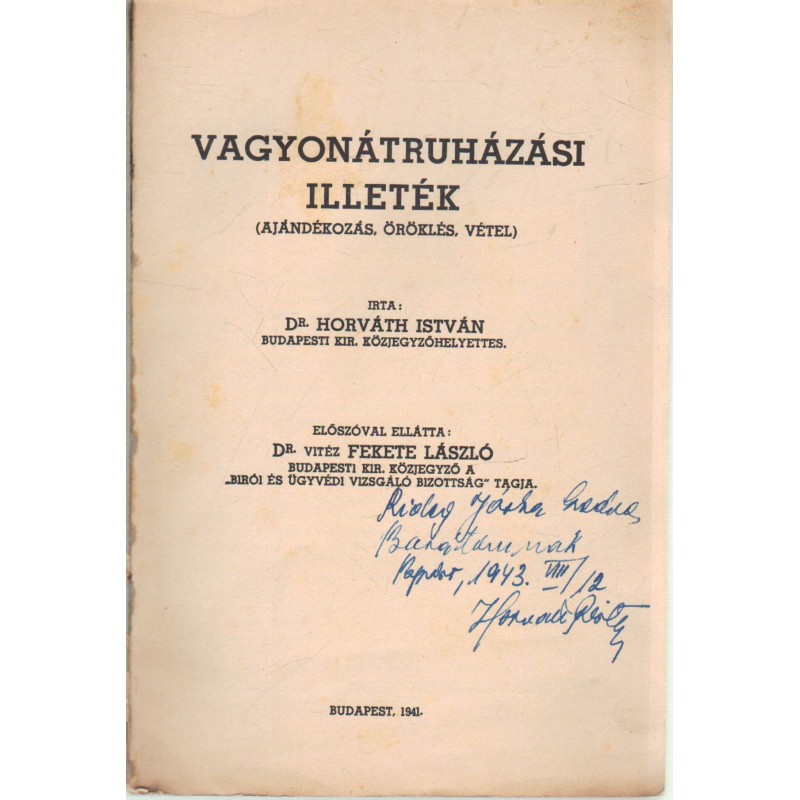 VAGYONÁTRUHÁZÁSI
ILLETÉK
(AJÁNDÉKOZÁS, ÖRÖKLÉS, VÉTEL)
IRTA:
DR. HORVÁTH ISTVÁN
BUDAPESTI KIR. KÖZJEGYZŐHELYETTES.
ELŐSZÓVAL ELLÁTTA:
DR. VITÉZ FEKETE LÁSZLÓ
BUDAPESTI KIR. KÖZJEGYZŐ A
„BIRÓI ÉS ÜGYVÉDI VIZSGÁLÓ BIZOTTSÁG" TAGJA.
Jóska
Barátomnak
1943. VIII/12
BUDAPEST, 1941.